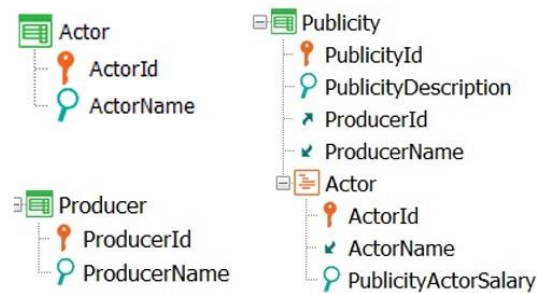 Actor
ActorId
ActorName
Producer
ProducerId
ProducerName
Publicity
PublicityId
PublicityDescription
ProducerId
ProducerName
Actor
ActorId
ActorName
PublicityActorSalary